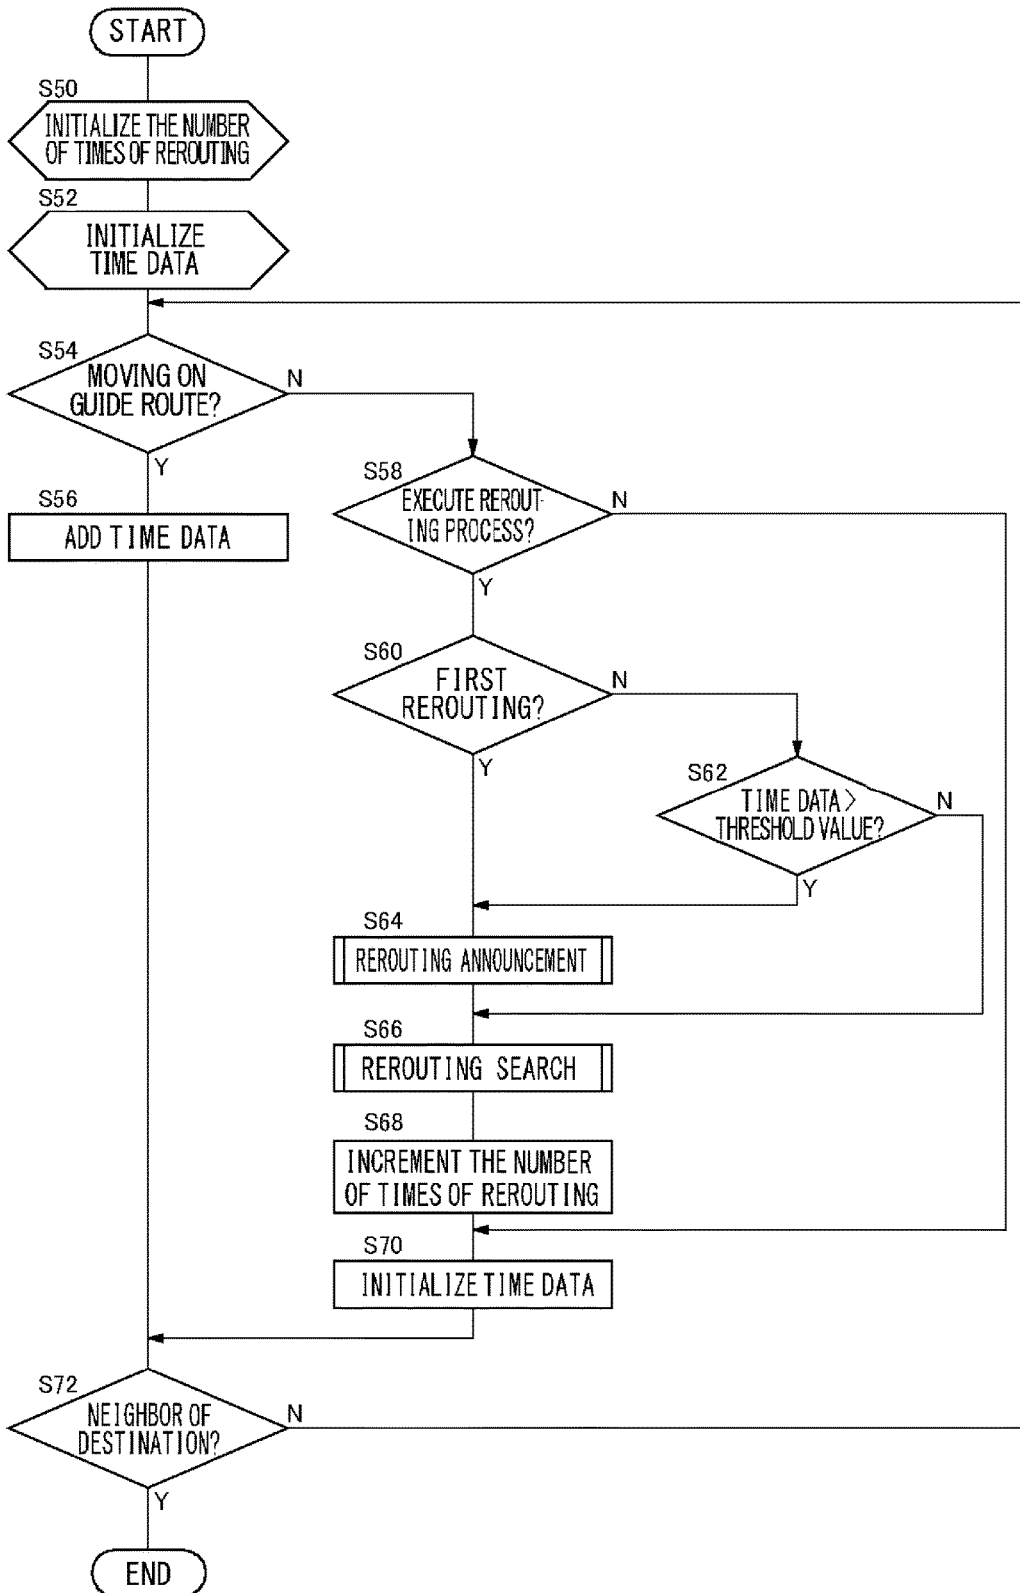 START
S50
INITIALIZE THE NUMBER
OF TIMES OF REROUTING
S52
INITIALIZE
TIME DATA
S54
MOVING ON
GUIDE ROUTE?
N
Y
S56
ADD TIME DATA
S58
EXECUTE REROUT-
ING PROCESS?
N
Y
S60
FIRST
REROUTING?
N
Y
S62
TIME DATA >
THRESHOLD VALUE?
N
Y
S64
REROUTING ANNOUNCEMENT
S66
REROUTING SEARCH
S68
INCREMENT THE NUMBER
OF TIMES OF REROUTING
S70
INITIALIZE TIME DATA
S72
NEIGHBOR OF
DESTINATION?
N
Y
END